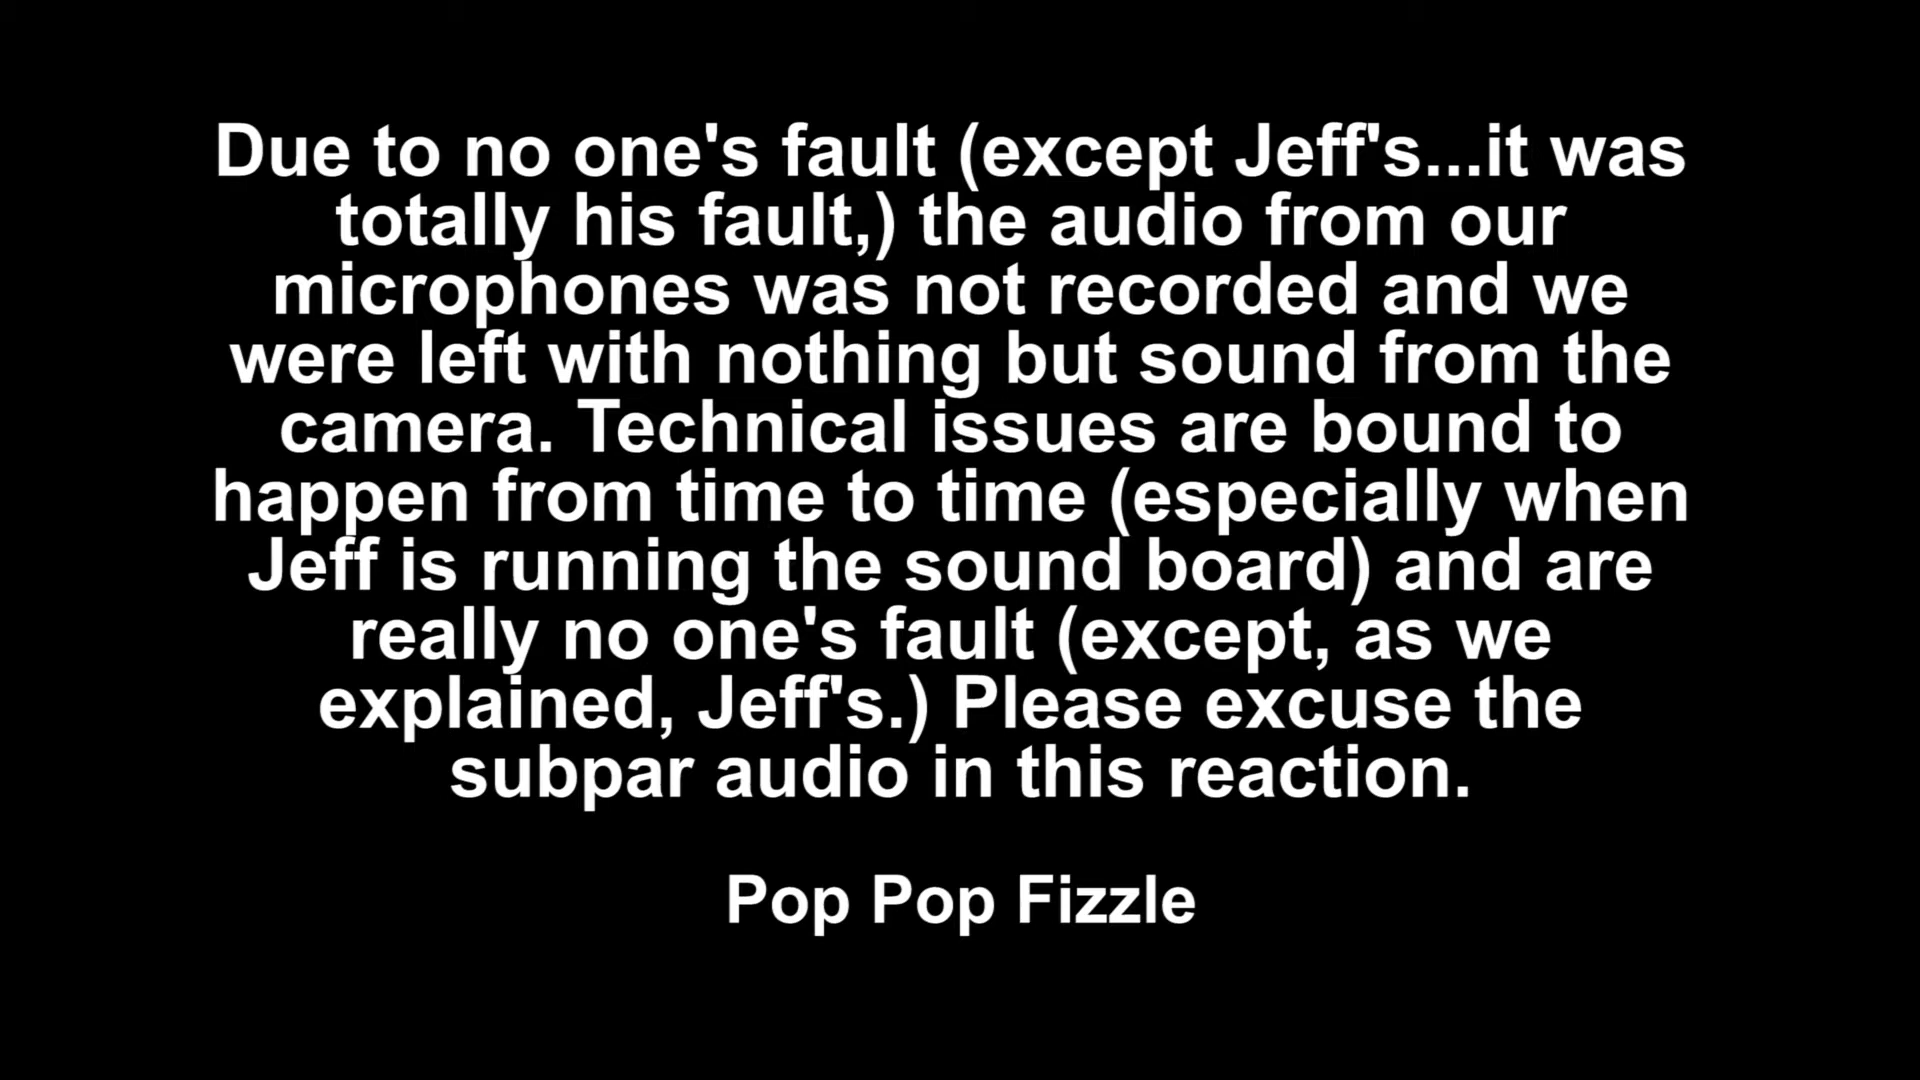 Due to no one's fault (except Jeff's...it was
totally his fault,) the audio from our
microphones was not recorded and we
were left with nothing but sound from the
camera. Technical issues are bound to
happen from time to time (especially when
Jeff is running the sound board) and are
really no one's fault (except, as we
explained, Jeff's.) Please excuse the
subpar audio in this reaction.
Pop Pop Fizzle